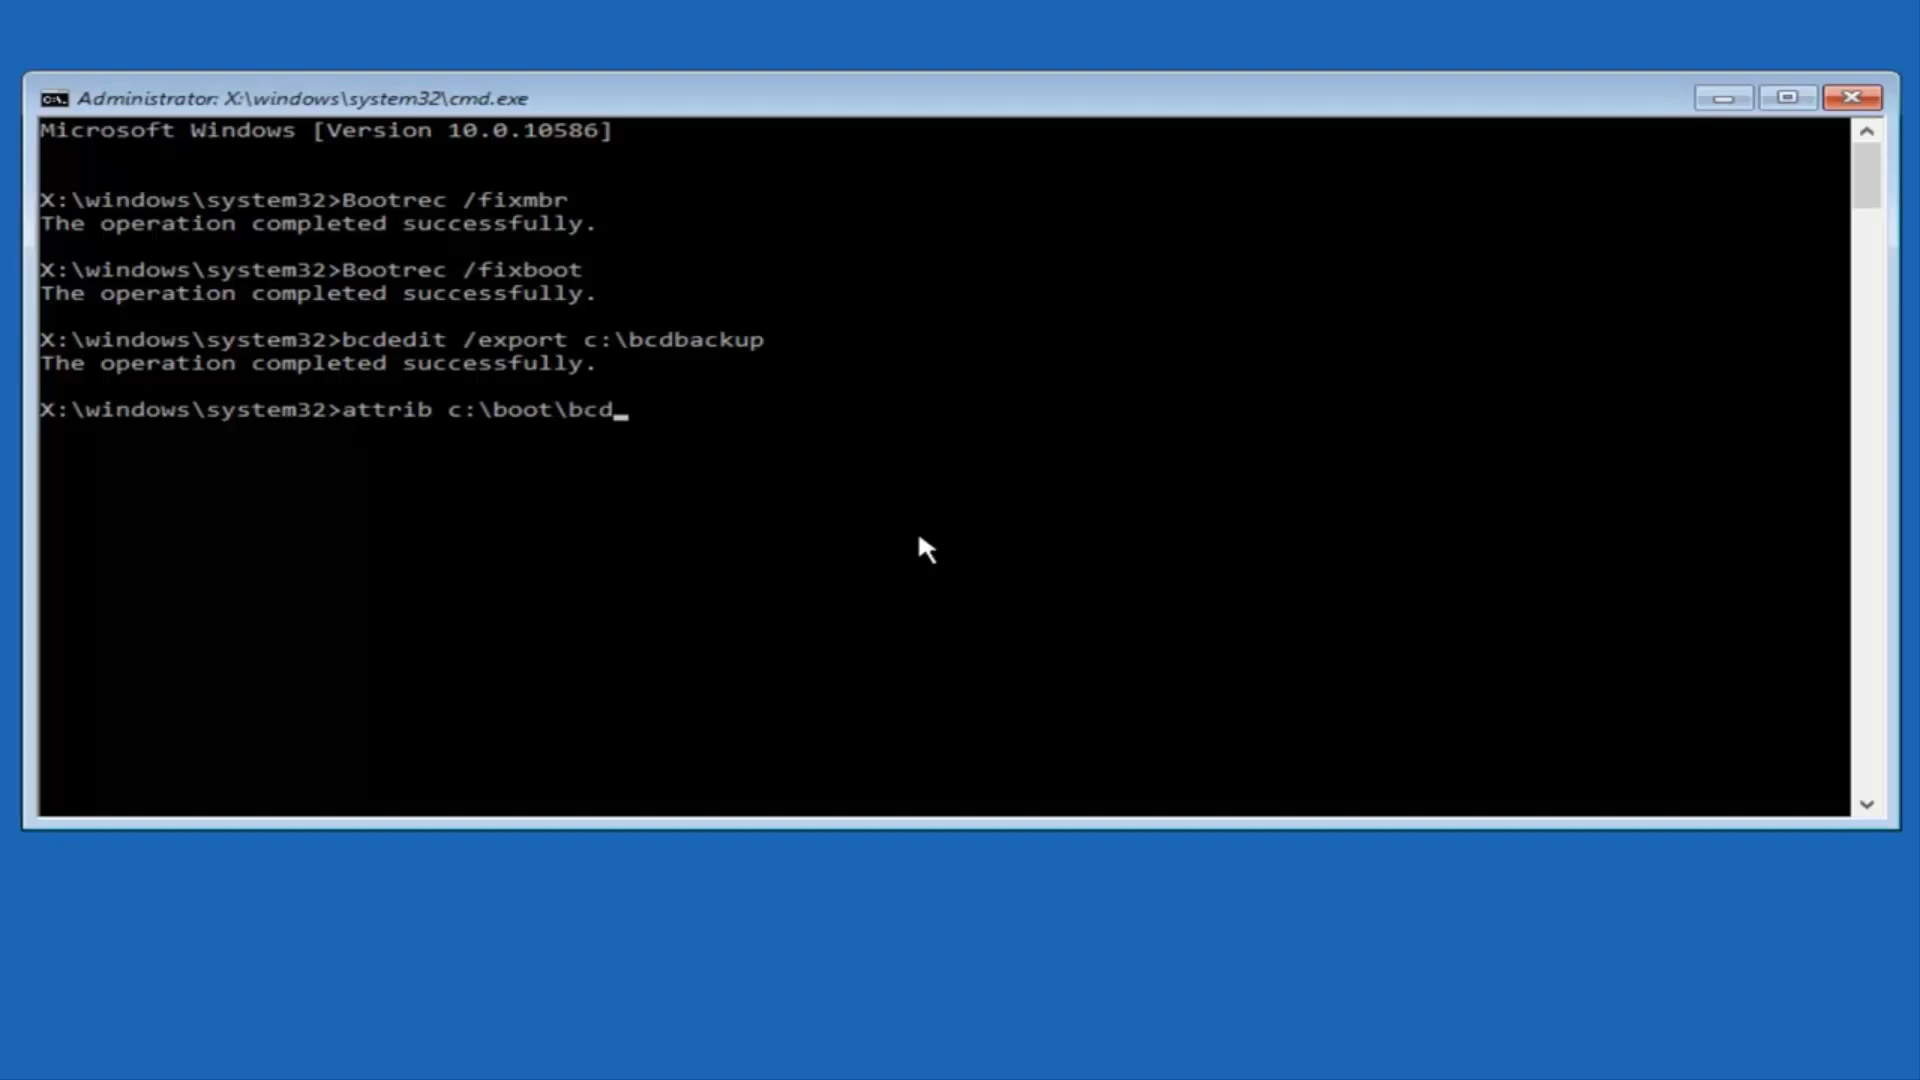 Administrator: X:\windows\system32\cmd.exe
Microsoft Windows [Version 10.0.10586]
X:\windows\system32>Bootrec /fixmbr
The operation completed successfully.
X:\windows\system32>Bootrec /fixboot
The operation completed successfully.
X:\windows\system32>bcdedit /export c:\bcdbackup
The operation completed successfully.
X:\windows\system32>attrib c:\boot\bcd_